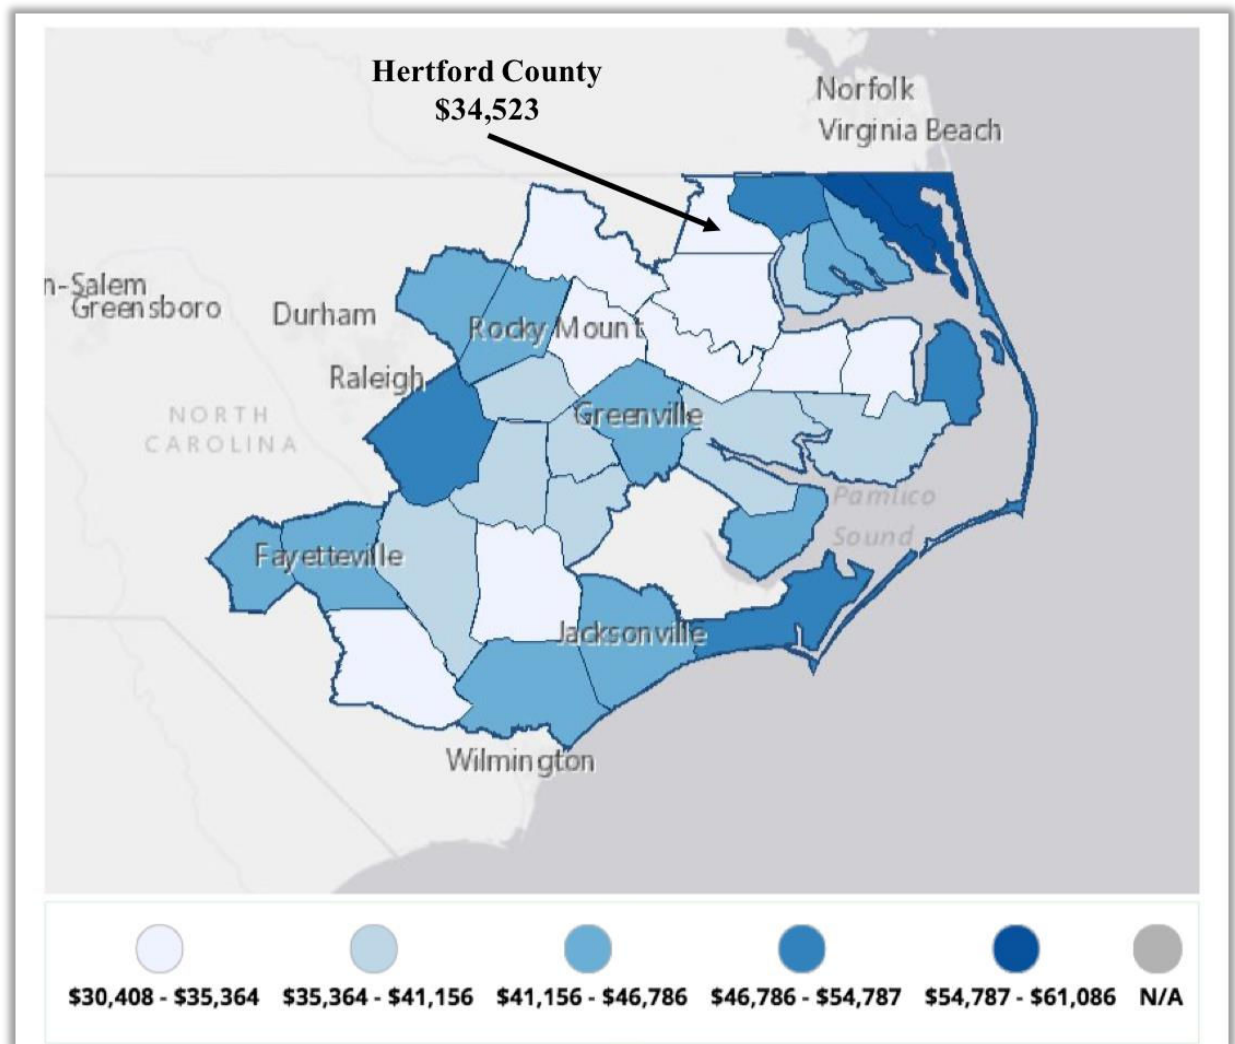 Hertford County
$34,523
Norfolk
Virginia Beach
n-Salem
Greensboro
Durham
Rocky Mount
Raleigh
NORTH
CAROLINA
Greenville
Pamlico
Sound
Fayetteville
Jacksonville
Wilmington
$30,408 - $35,364
$35,364 - $41,156
$41,156 - $46,786
$46,786 - $54,787
$54,787 - $61,086
N/A